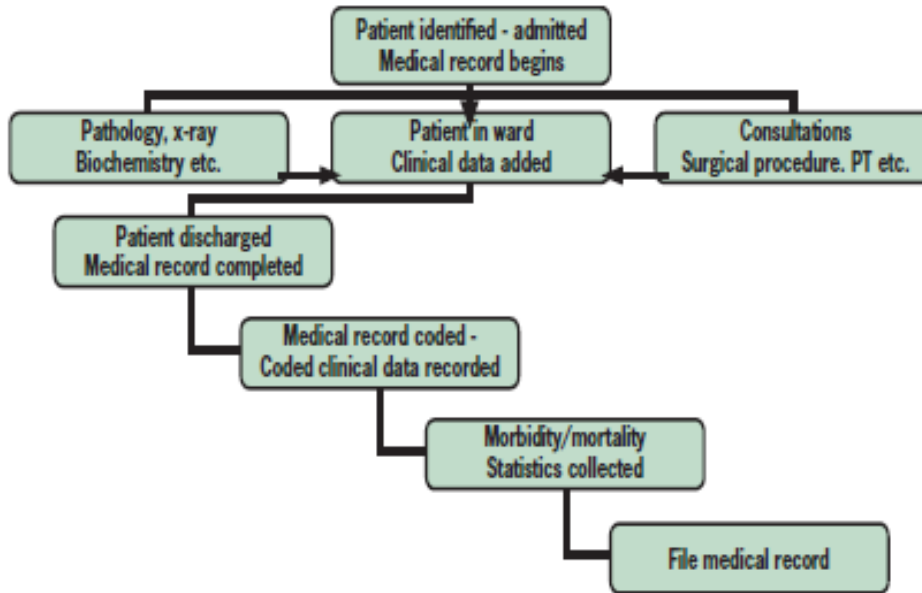 Patient identified - admitted
Medical record begins
Pathology, x-ray
Biochemistry etc.
Patient in ward
Clinical data added
Consultations
Surgical procedure. PT etc.
Patient discharged
Medical record completed
Medical record coded -
Coded clinical data recorded
Morbidity/mortality
Statistics collected
File medical record